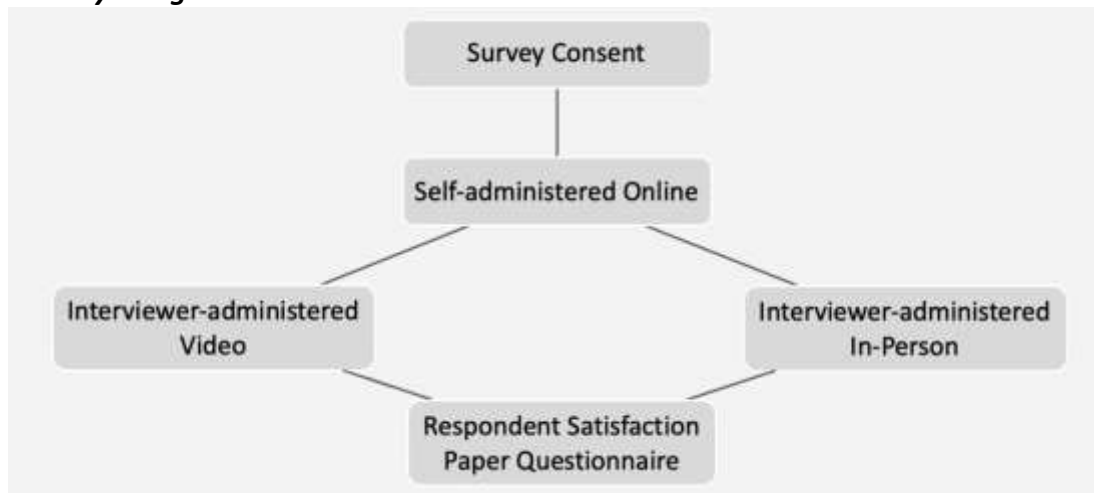 Survey Consent
Self-administered Online
Interviewer-administered
Video
Interviewer-administered
In-Person
Respondent Satisfaction
Paper Questionnaire